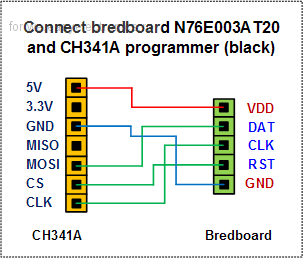 Connect bredboard N76E003AT20
and CH341A programmer (black)
5V
3.3V
GND
MISO
MOSI
CS
CLK
VDD
DAT
CLK
RST
GND
CH341A
Bredboard